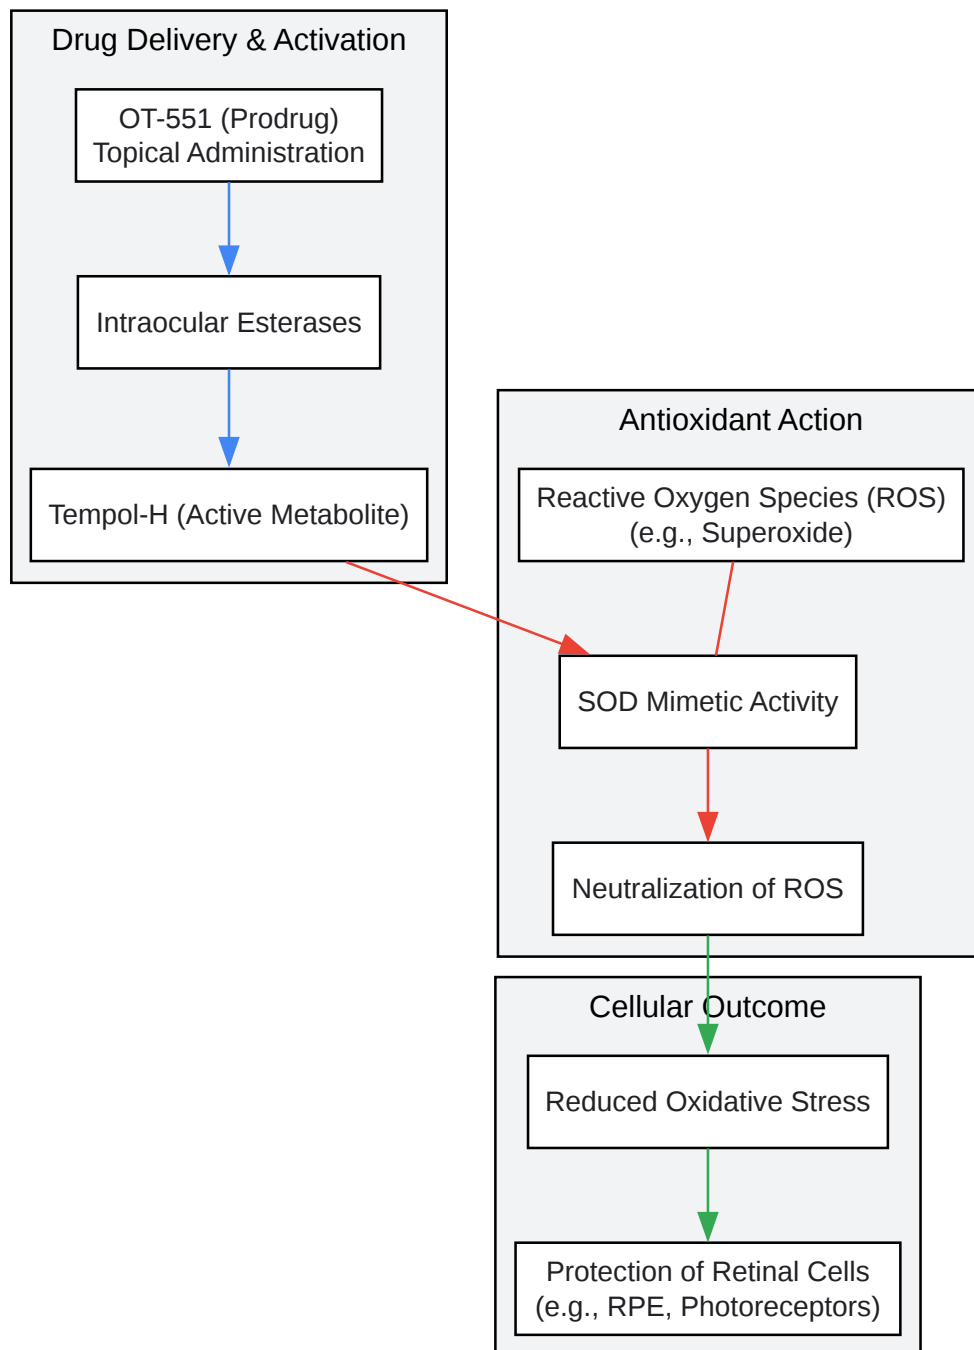 Drug Delivery & Activation
OT-551 (Prodrug)
Topical Administration
Intraocular Esterases
Tempol-H (Active Metabolite)
Antioxidant Action
Reactive Oxygen Species (ROS)
(e.g., Superoxide)
SOD Mimetic Activity
Neutralization of ROS
Cellular Outcome
Reduced Oxidative Stress
Protection of Retinal Cells
(e.g., RPE, Photoreceptors)